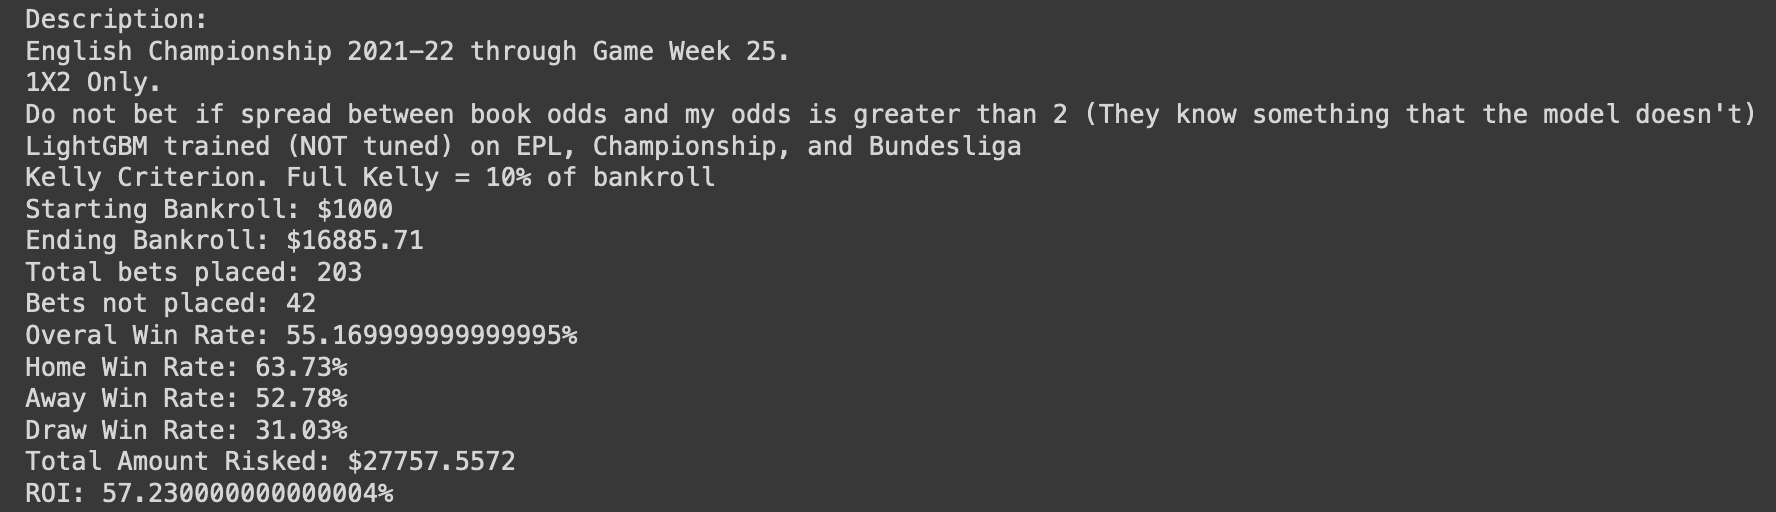 Description:
English Championship 2021-22 through Game Week 25.
1X2 Only.
Do not bet if spread between book odds and my odds is greater than 2 (They know something that the model doesn't)
LightGBM trained (NOT tuned) on EPL, Championship, and Bundesliga
Kelly Criterion. Full Kelly = 10% of bankroll
Starting Bankroll: $1000
Ending Bankroll: $16885.71
Total bets placed: 203
Bets not placed: 42
Overal Win Rate: 55.169999999999995%
Home Win Rate: 63.73%
Away Win Rate: 52.78%
Draw Win Rate: 31.03%
Total Amount Risked: $27757.5572
ROI: 57.230000000000004%